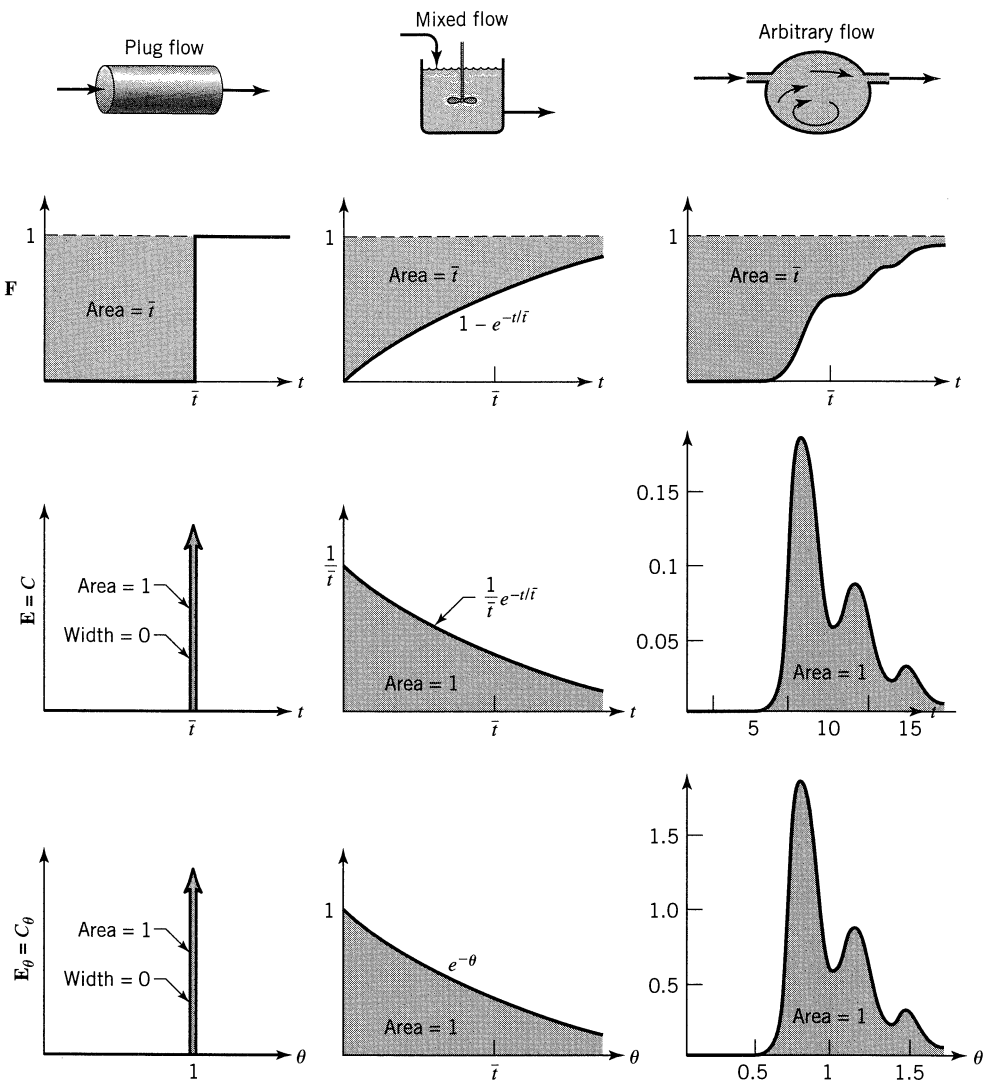 Plug flow
Mixed flow
Arbitrary flow
F
1
Area = t̄
t̄
t
1
Area = t̄
1 − e^{−t/t̄}
t̄
t
1
Area = t̄
t̄
t
E = C
Area = 1
Width = 0
t̄
t
1/t̄
1/t̄ e^{−t/t̄}
Area = 1
t̄
t
0.15
0.1
0.05
Area = 1
5 10 15
t
E_θ = C_θ
Area = 1
Width = 0
1
θ
1
e^{−θ}
Area = 1
t̄
θ
1.5
1.0
0.5
Area = 1
0.5 1 1.5
θ